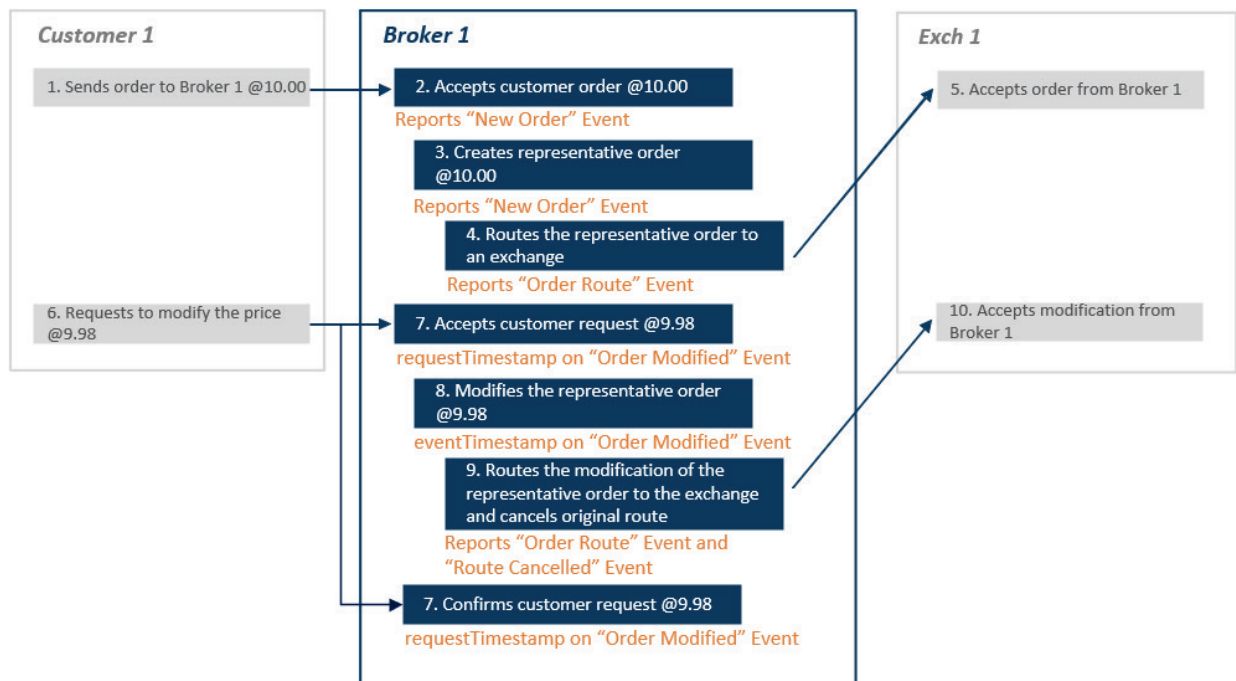 Customer 1
Broker 1
Exch 1
1. Sends order to Broker 1 @10.00
2. Accepts customer order @10.00
5. Accepts order from Broker 1
Reports “New Order” Event
3. Creates representative order
@10.00
Reports “New Order” Event
4. Routes the representative order to
an exchange
Reports “Order Route” Event
6. Requests to modify the price
@9.98
7. Accepts customer request @9.98
10. Accepts modification from
Broker 1
requestTimestamp on “Order Modified” Event
8. Modifies the representative order
@9.98
eventTimestamp on “Order Modified” Event
9. Routes the modification of the
representative order to the exchange
and cancels original route
Reports “Order Route” Event and
“Route Cancelled” Event
7. Confirms customer request @9.98
requestTimestamp on “Order Modified” Event